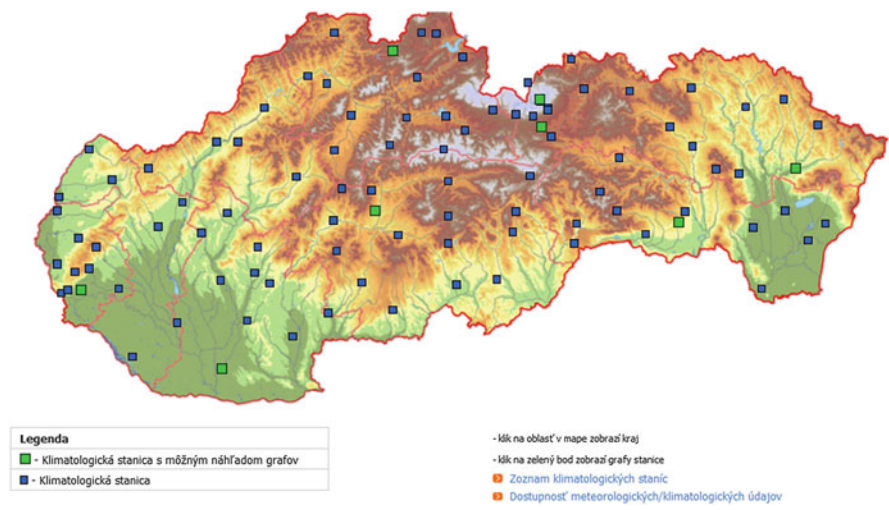 Legenda
- Klimatologická stanica s môžným náhľadom grafov
- Klimatologická stanica
- klik na oblasť v mape zobrazí kraj
- klik na zelený bod zobrazí grafy stanice
Zoznam klimatologických staníc
Dostupnosť meteorologických/klimatologických údajov